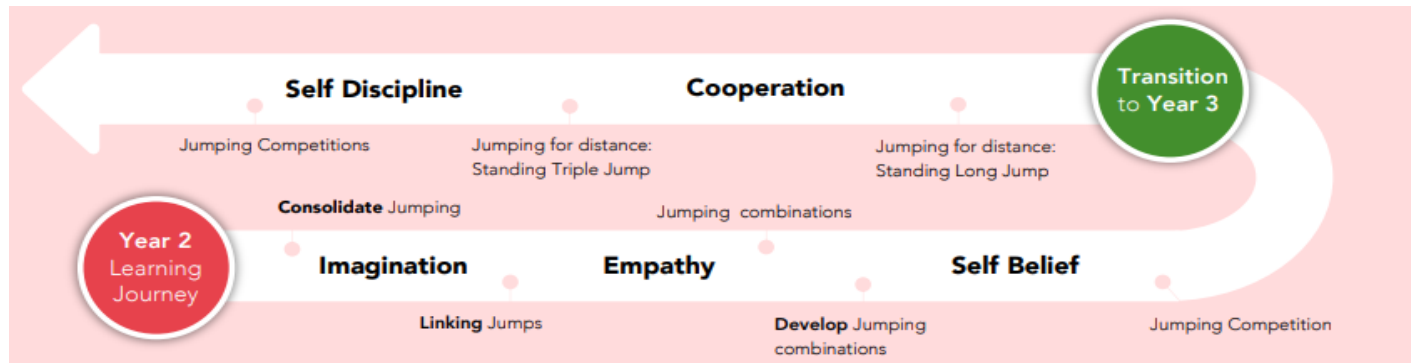 Self Discipline
Cooperation
Transition
to Year 3
Jumping Competitions
Jumping for distance:
Standing Triple Jump
Jumping for distance:
Standing Long Jump
Consolidate Jumping
Jumping combinations
Year 2
Learning
Journey
Imagination
Empathy
Self Belief
Linking Jumps
Develop Jumping
combinations
Jumping Competition